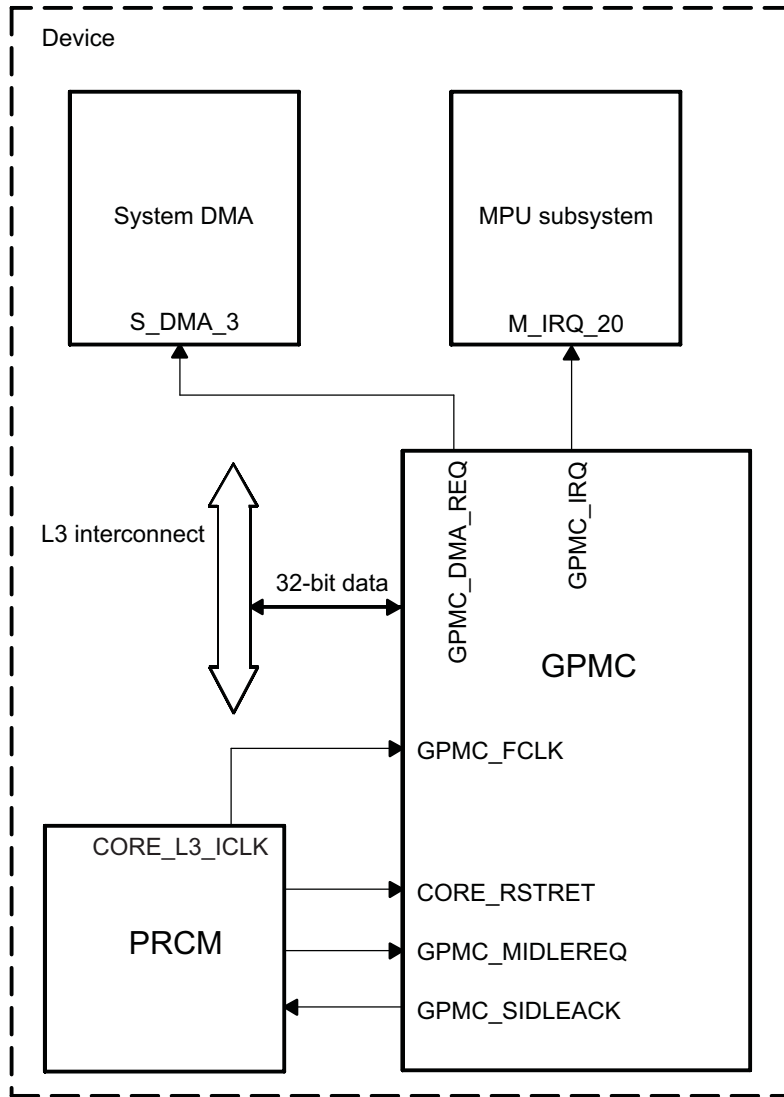 Device
System DMA
S_DMA_3
MPU subsystem
M_IRQ_20
GPMC_DMA_REQ
GPMC_IRQ
L3 interconnect
32-bit data
GPMC
GPMC_FCLK
CORE_L3_ICLK
PRCM
CORE_RSTRET
GPMC_MIDLEREQ
GPMC_SIDLEACK